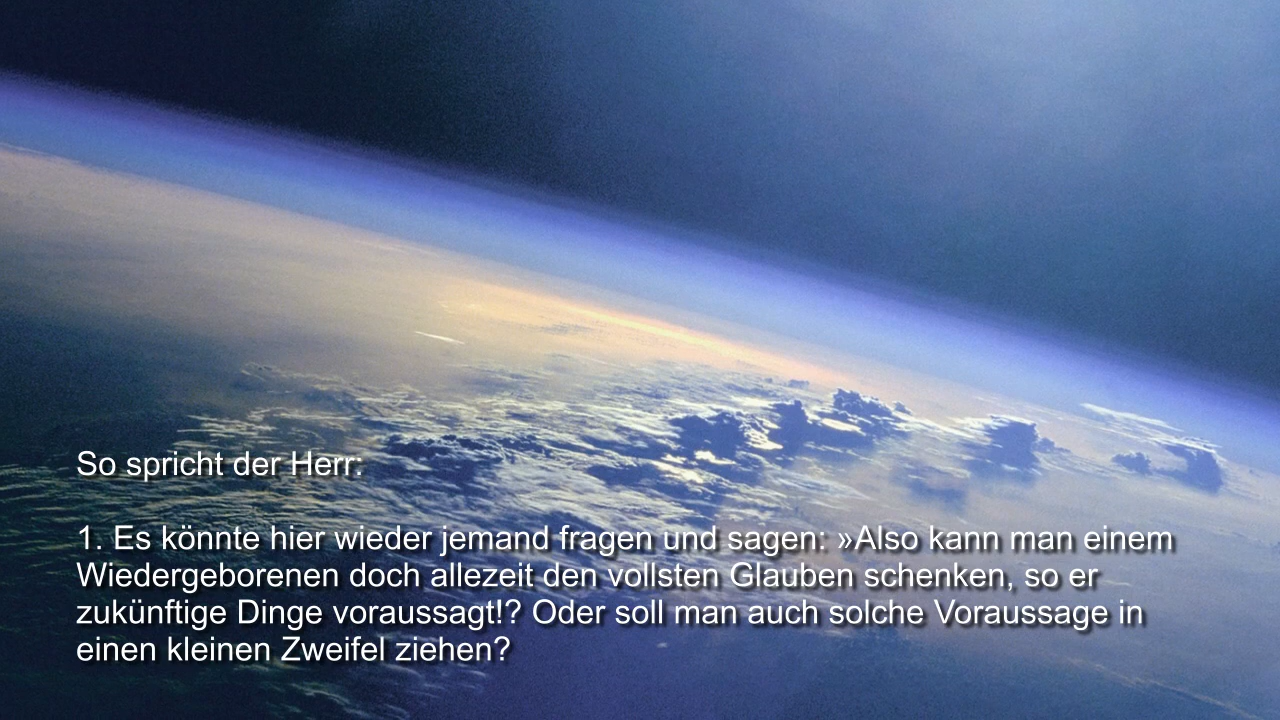 So spricht der Herr:
1. Es könnte hier wieder jemand fragen und sagen: »Also kann man einem
Wiedergeborenen doch allezeit den vollsten Glauben schenken, so er
zukünftige Dinge voraussagt!? Oder soll man auch solche Voraussage in
einen kleinen Zweifel ziehen?